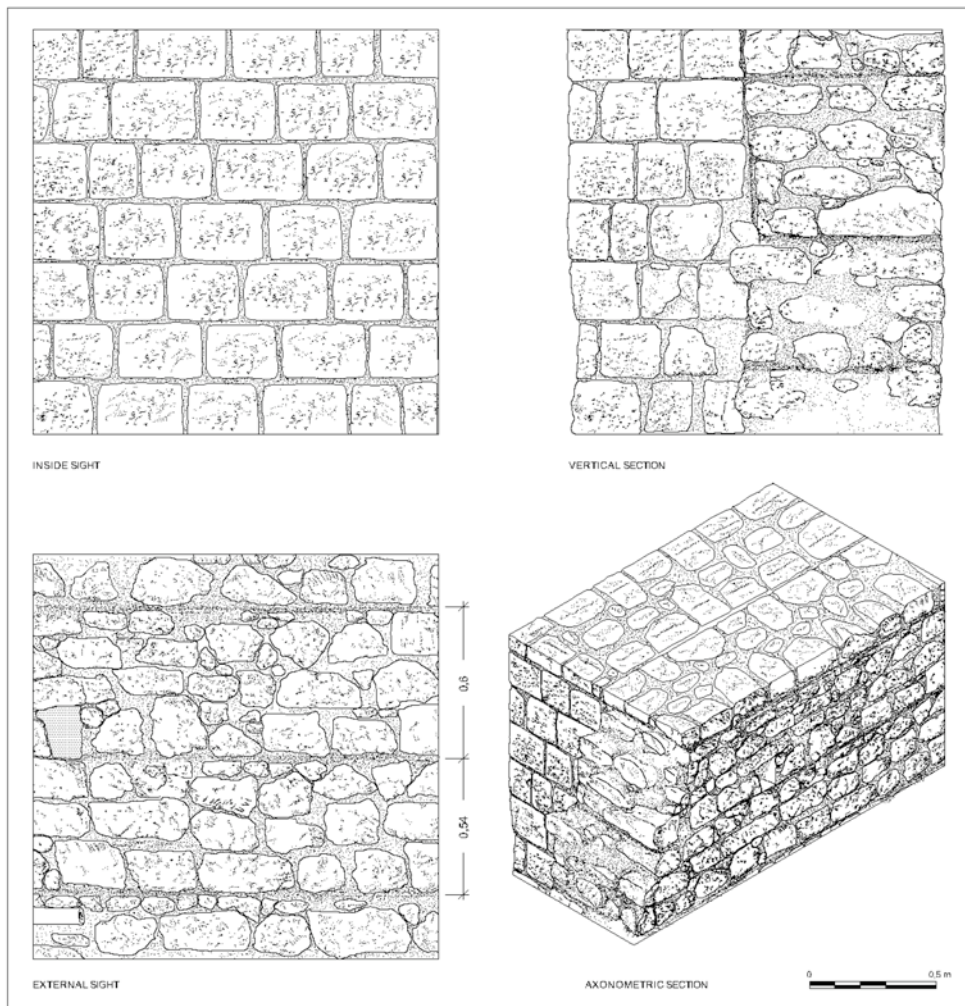 INSIDE SIGHT
VERTICAL SECTION
0,6
0,54
EXTERNAL SIGHT
AXONOMETRIC SECTION
0 0,5 m